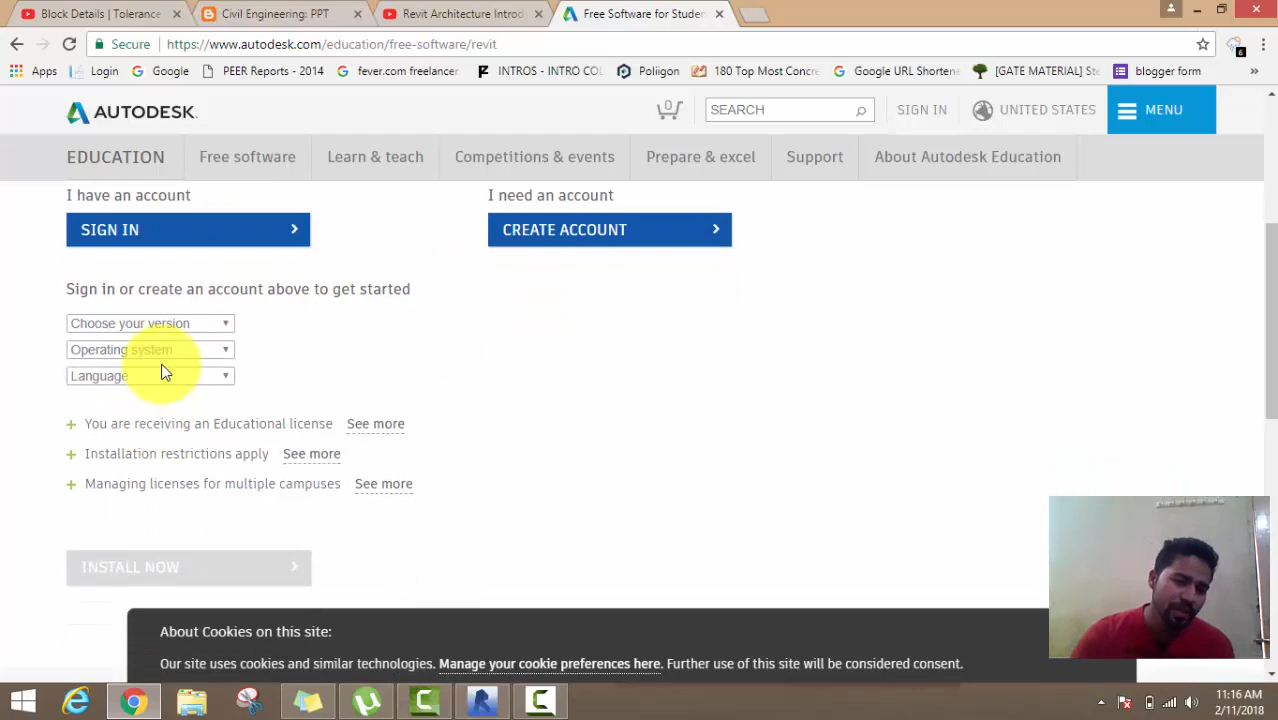 Block Details | Tolerance
Civil Engineering: PPT
Revit Architecture Introd
Free Software for Studen
Secure
https://www.autodesk.com/education/free-software/revit
6
Apps
Login
Google
PEER Reports - 2014
fever.com freelancer
INTROS - INTRO COL
Poliigon
180 Top Most Concre
Google URL Shortene
[GATE MATERIAL] Ste
blogger form
»
AUTODESK.
0
SEARCH
SIGN IN
UNITED STATES
MENU
EDUCATION
Free software
Learn & teach
Competitions & events
Prepare & excel
Support
About Autodesk Education
I have an account
I need an account
SIGN IN
CREATE ACCOUNT
Sign in or create an account above to get started
Choose your version
Operating system
Language
You are receiving an Educational license See more
Installation restrictions apply See more
Managing licenses for multiple campuses See more
INSTALL NOW
About Cookies on this site:
Our site uses cookies and similar technologies. Manage your cookie preferences here. Further use of this site will be considered consent.
11:16 AM
2/11/2018